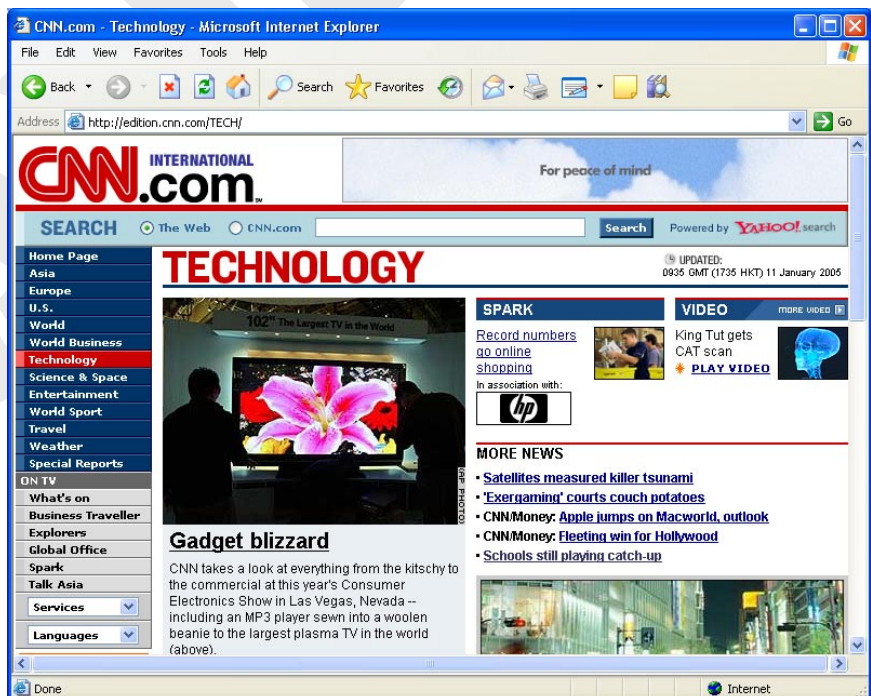 CNN.com - Technology - Microsoft Internet Explorer
File Edit View Favorites Tools Help
Back Search Favorites
Address http://edition.cnn.com/TECH/ Go
CNN INTERNATIONAL .com
For peace of mind
SEARCH The Web CNN.com Search Powered by YAHOO! search
Home Page
Asia
Europe
U.S.
World
World Business
Technology
Science & Space
Entertainment
World Sport
Travel
Weather
Special Reports
ON TV
What's on
Business Traveller
Explorers
Global Office
Spark
Talk Asia
Services
Languages
TECHNOLOGY
UPDATED:
0935 GMT (1735 HKT) 11 January 2005
102" The Largest TV in the World
(AP PHOTO)
Gadget blizzard
CNN takes a look at everything from the kitschy to
the commercial at this year's Consumer
Electronics Show in Las Vegas, Nevada --
including an MP3 player sewn into a woolen
beanie to the largest plasma TV in the world
(above).
SPARK
Record numbers
go online
shopping
In association with:
hp
VIDEO MORE VIDEO
King Tut gets
CAT scan
PLAY VIDEO
MORE NEWS
Satellites measured killer tsunami
'Exergaming' courts couch potatoes
CNN/Money: Apple jumps on Macworld, outlook
CNN/Money: Fleeting win for Hollywood
Schools still playing catch-up
Done Internet